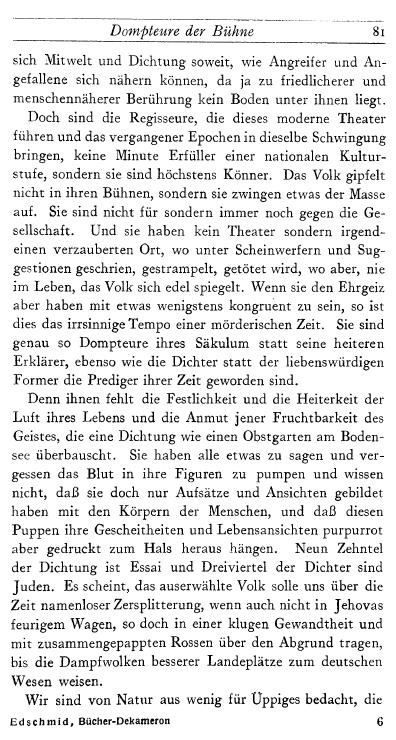 Dompteure der Bühne 81
sich Mitwelt und Dichtung soweit, wie Angreifer und An-
gefallene sich nähern können, da ja zu friedlicherer und
menschennäherer Berührung kein Boden unter ihnen liegt.
Doch sind die Regisseure, die dieses moderne Theater
führen und das vergangener Epochen in dieselbe Schwingung
bringen, keine Minute Erfüller einer nationalen Kultur-
stufe, sondern sie sind höchstens Könner. Das Volk gipfelt
nicht in ihren Bühnen, sondern sie zwingen etwas der Masse
auf. Sie sind nicht für sondern immer noch gegen die Ge-
sellschaft. Und sie haben kein Theater sondern irgend-
einen verzauberten Ort, wo unter Scheinwerfern und Sug-
gestionen geschrien, gestrampelt, getötet wird, wo aber, nie
im Leben, das Volk sich edel spiegelt. Wenn sie den Ehrgeiz
aber haben mit etwas wenigstens kongruent zu sein, so ist
dies das irrsinnige Tempo einer mörderischen Zeit. Sie sind
genau so Dompteure ihres Säkulum statt seine heiteren
Erklärer, ebenso wie die Dichter statt der liebenswürdigen
Former die Prediger ihrer Zeit geworden sind.
Denn ihnen fehlt die Festlichkeit und die Heiterkeit der
Luft ihres Lebens und die Anmut jener Fruchtbarkeit des
Geistes, die eine Dichtung wie einen Obstgarten am Boden-
see überbauscht. Sie haben alle etwas zu sagen und ver-
gessen das Blut in ihre Figuren zu pumpen und wissen
nicht, daß sie doch nur Aufsätze und Ansichten gebildet
haben mit den Körpern der Menschen, und daß diesen
Puppen ihre Gescheitheiten und Lebensansichten purpurrot
aber gedruckt zum Hals heraus hängen. Neun Zehntel
der Dichtung ist Essai und Dreiviertel der Dichter sind
Juden. Es scheint, das auserwählte Volk solle uns über die
Zeit namenloser Zersplitterung, wenn auch nicht in Jehovas
feurigem Wagen, so doch in einer klugen Gewandtheit und
mit zusammengepappten Rossen über den Abgrund tragen,
bis die Dampfwolken besserer Landeplätze zum deutschen
Wesen weisen.
Wir sind von Natur aus wenig für Üppiges bedacht, die
Edschmid, Bücher-Dekameron 6